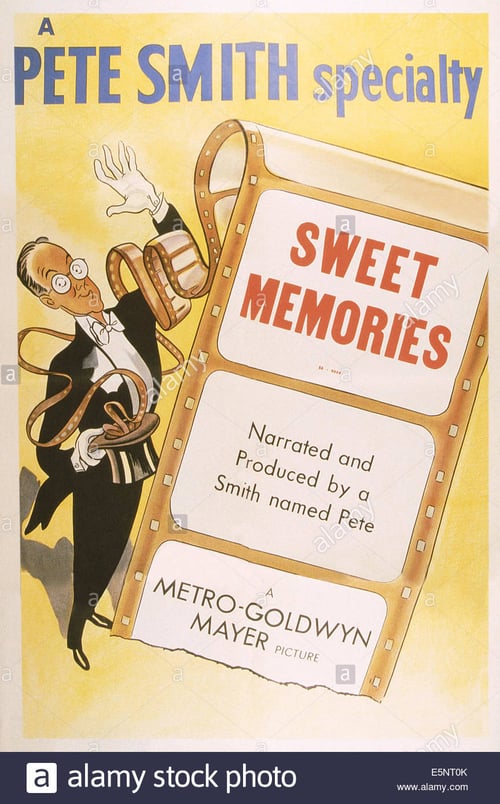 A
PETE SMITH specialty
SWEET
MEMORIES
Narrated and
Produced by a
Smith named Pete
A
METRO-GOLDWYN
MAYER PICTURE
alamy
alamy stock photo
E5NT0K
www.alamy.com